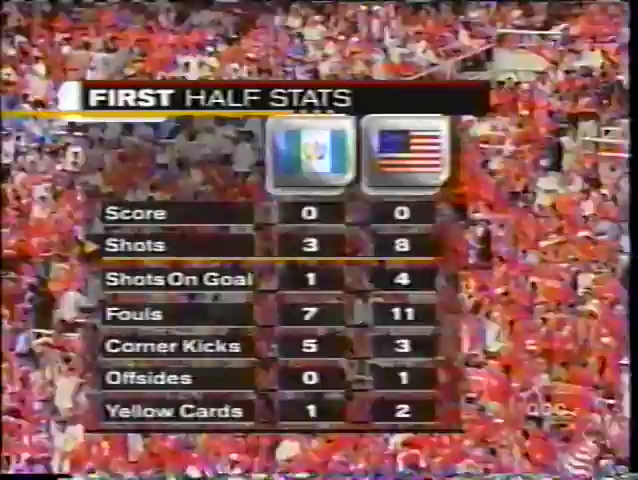 FIRST HALF STATS
Score 0 0
Shots 3 8
Shots On Goal 1 4
Fouls 7 11
Corner Kicks 5 3
Offsides 0 1
Yellow Cards 1 2
abc